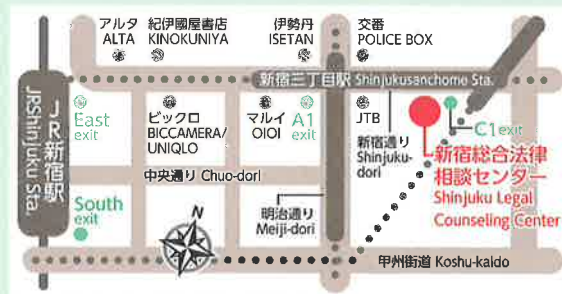 アルタ
ALTA
紀伊國屋書店
KINOKUNIYA
伊勢丹
ISETAN
交番
POLICE BOX
新宿三丁目駅 Shinjukusanchome Sta.
JR新宿駅
JRShinjuku Sta.
East
exit
ビックロ
BICCAMERA/
UNIQLO
マルイ
OIOI
A1
exit
JTB
新宿通り
Shinjuku-
dori
C1 exit
新宿総合法律
相談センター
Shinjuku Legal
Counseling Center
中央通り Chuo-dori
South
exit
N
明治通り
Meiji-dori
甲州街道 Koshu-kaido